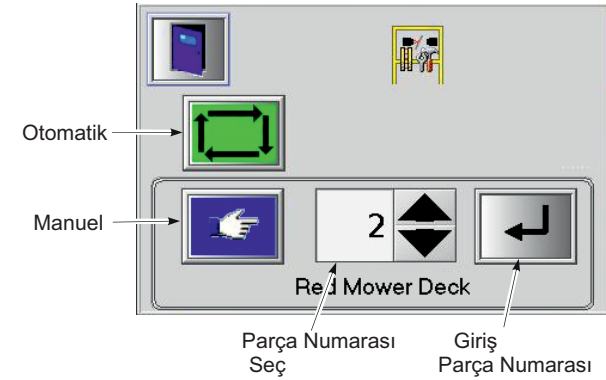 Otomatik
Manuel
2
Red Mower Deck
Parça Numarası
Seç
Giriş
Parça Numarası